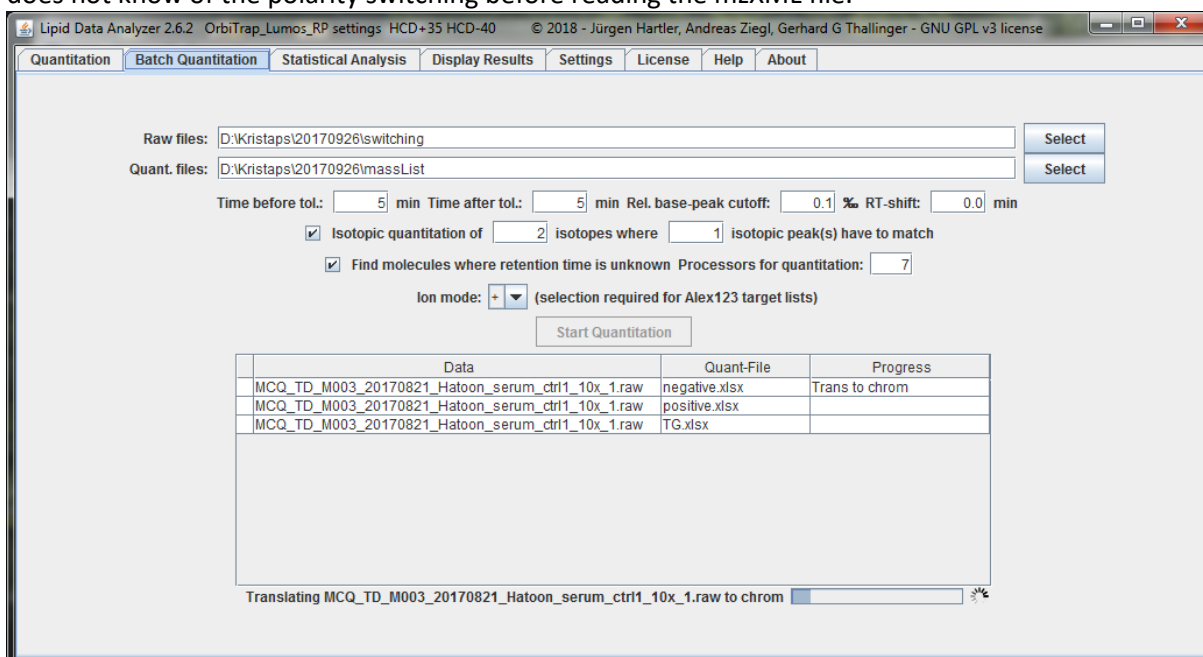 does not know of the polarity switching before reading the mzXML file.
Lipid Data Analyzer 2.6.2 OrbiTrap_Lumos_RP settings HCD+35 HCD-40 © 2018 - Jürgen Hartler, Andreas Ziegl, Gerhard G Thallinger - GNU GPL v3 license
Quantitation Batch Quantitation Statistical Analysis Display Results Settings License Help About
Raw files: D:\Kristaps\20170926\switching Select
Quant. files: D:\Kristaps\20170926\massList Select
Time before tol.: 5 min Time after tol.: 5 min Rel. base-peak cutoff: 0.1 ‰ RT-shift: 0.0 min
Isotopic quantitation of 2 isotopes where 1 isotopic peak(s) have to match
Find molecules where retention time is unknown Processors for quantitation: 7
Ion mode: + (selection required for Alex123 target lists)
Start Quantitation
Data Quant-File Progress
MCQ_TD_M003_20170821_Hatoon_serum_ctrl1_10x_1.raw negative.xlsx Trans to chrom
MCQ_TD_M003_20170821_Hatoon_serum_ctrl1_10x_1.raw positive.xlsx
MCQ_TD_M003_20170821_Hatoon_serum_ctrl1_10x_1.raw TG.xlsx
Translating MCQ_TD_M003_20170821_Hatoon_serum_ctrl1_10x_1.raw to chrom